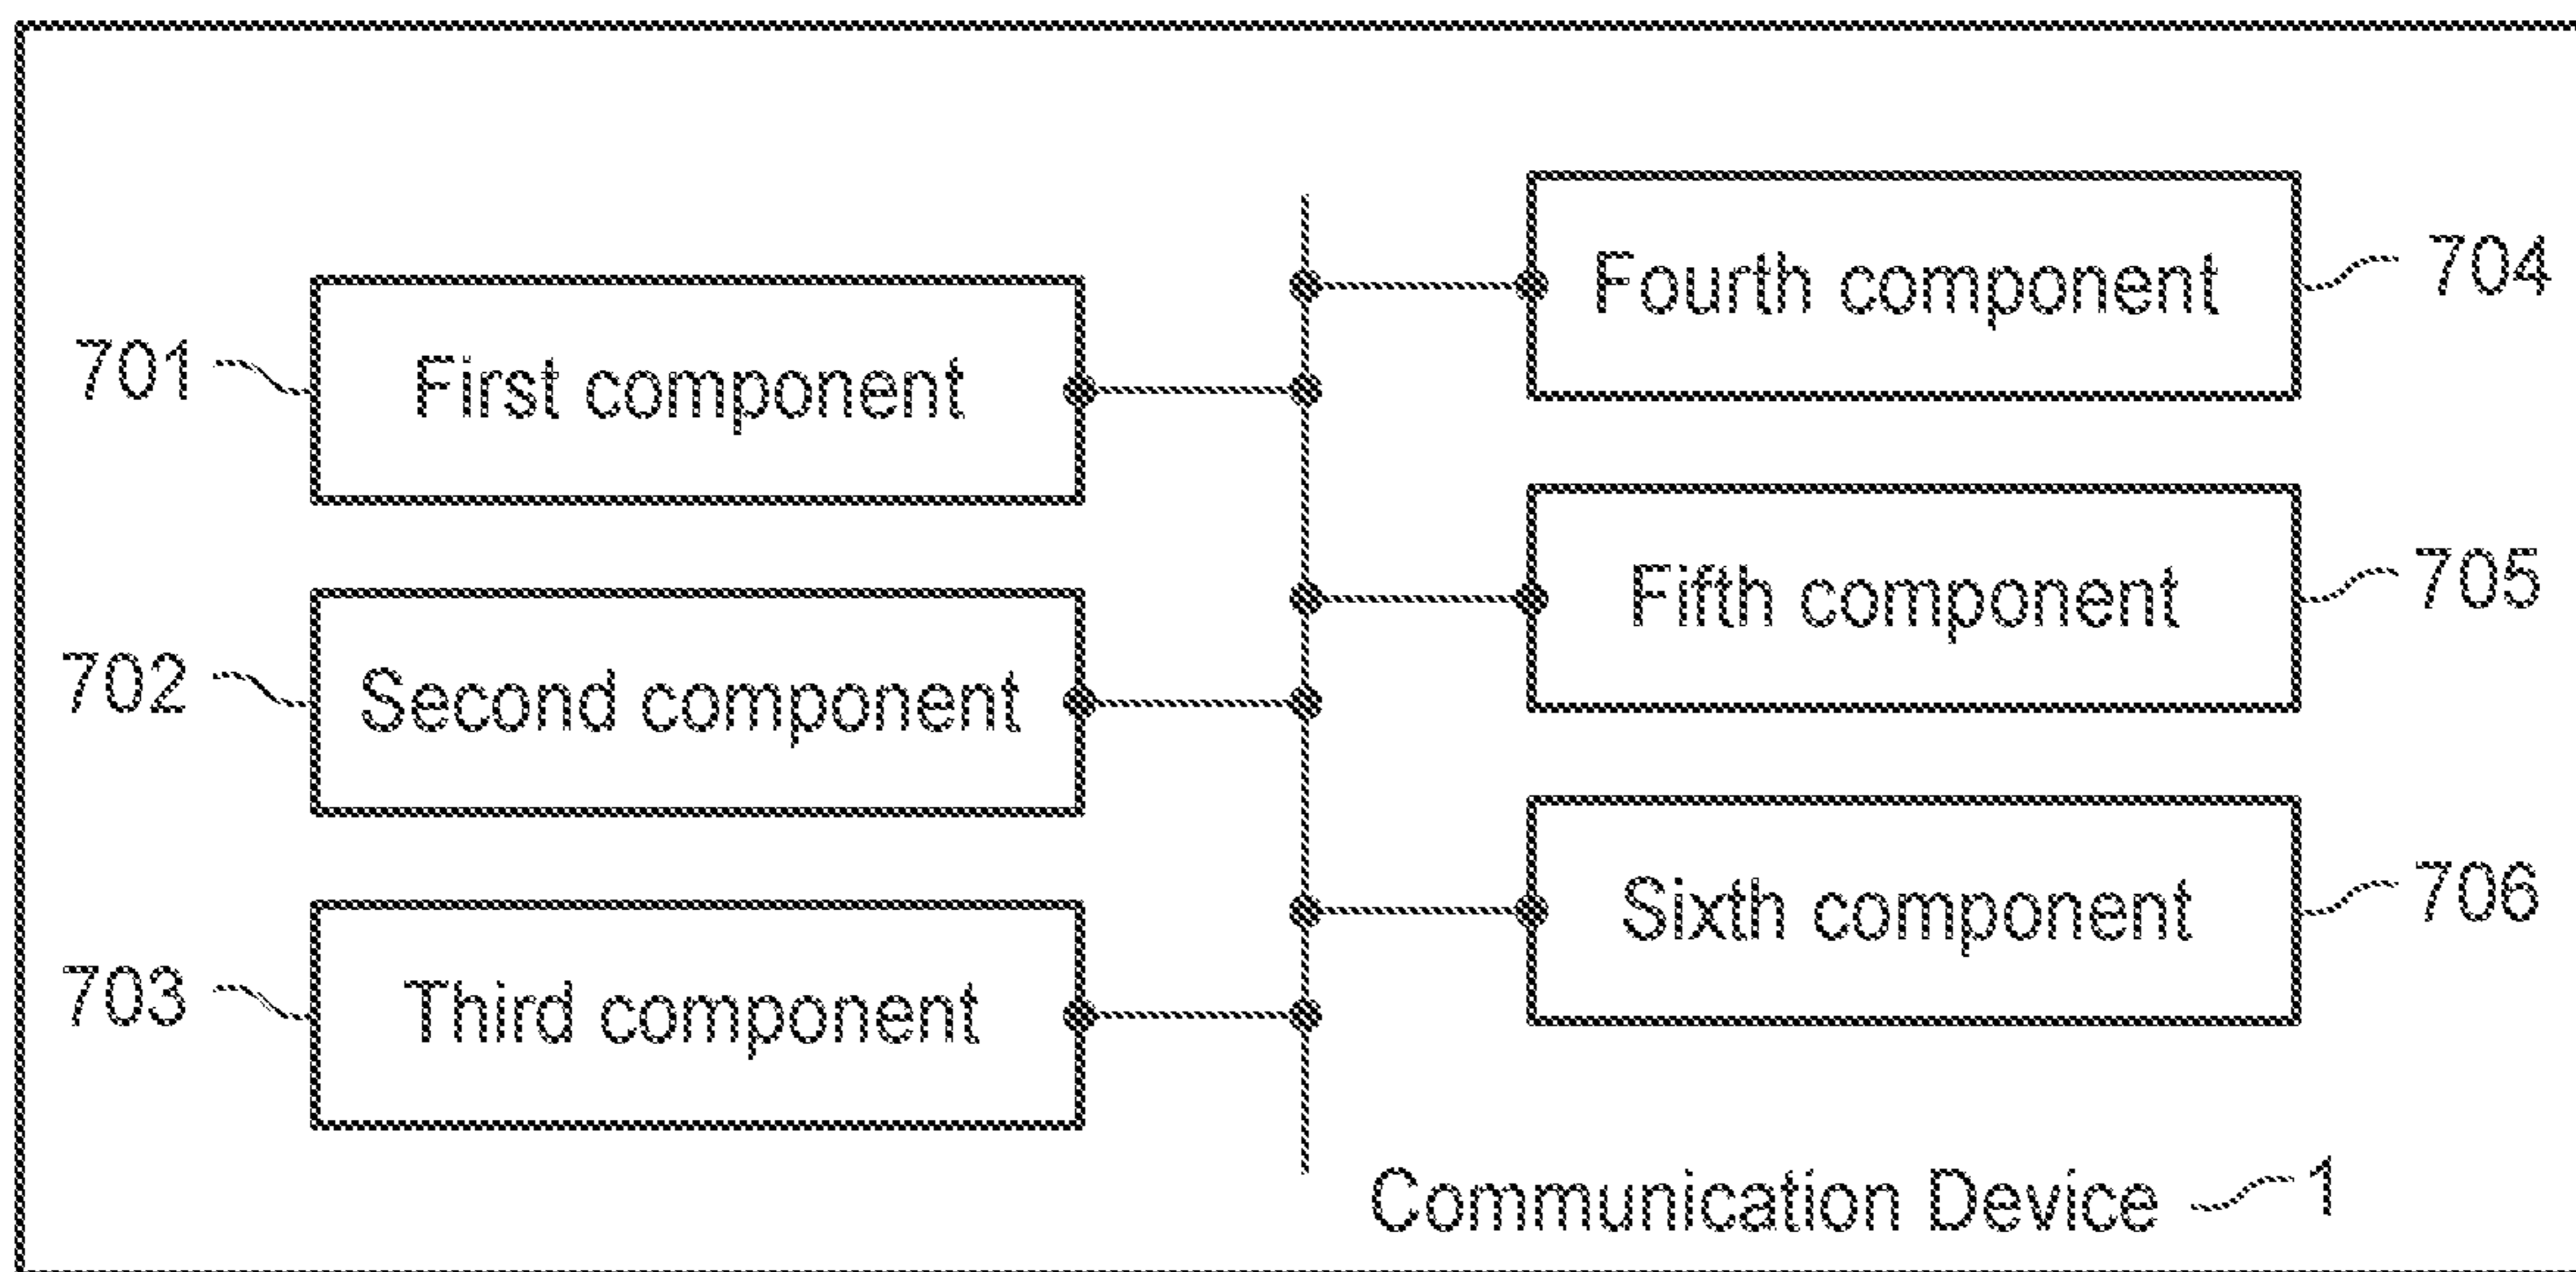 701
First component
702
Second component
703
Third component
Fourth component
704
Fifth component
705
Sixth component
706
Communication Device
1